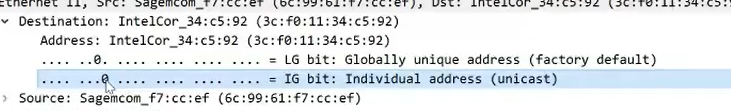 Ethernet II, Src: Sagemcom_f7:cc:ef (6c:99:61:f7:cc:ef), Dst: IntelCor_34:c5:92 (3c:f0:11:34:c5:92)
Destination: IntelCor_34:c5:92 (3c:f0:11:34:c5:92)
Address: IntelCor_34:c5:92 (3c:f0:11:34:c5:92)
.... ..0. .... .... .... .... = LG bit: Globally unique address (factory default)
.... ...0 .... .... .... .... = IG bit: Individual address (unicast)
Source: Sagemcom_f7:cc:ef (6c:99:61:f7:cc:ef)